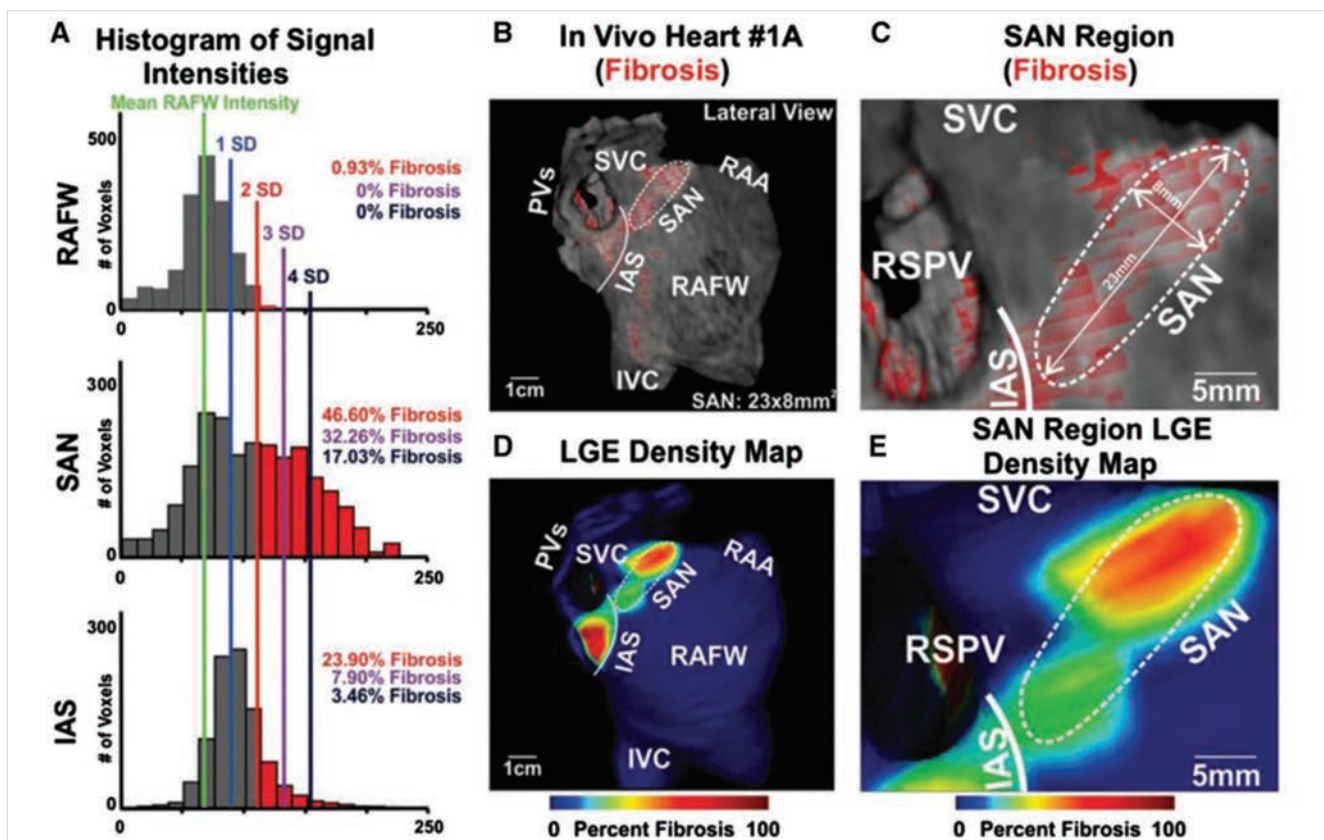 A
Histogram of Signal
Intensities
Mean RAFW Intensity
500
1 SD
2 SD
3 SD
4 SD
0.93% Fibrosis
0% Fibrosis
0% Fibrosis
RAFW
# of Voxels
0
0
250
300
46.60% Fibrosis
32.26% Fibrosis
17.03% Fibrosis
SAN
# of Voxels
0
0
250
300
23.90% Fibrosis
7.90% Fibrosis
3.46% Fibrosis
IAS
# of Voxels
0
0
250
B
In Vivo Heart #1A
(Fibrosis)
Lateral View
SVC
RAA
PVs
SAN
IAS
RAFW
IVC
1cm
SAN: 23x8mm²
C
SAN Region
(Fibrosis)
SVC
8mm
23mm
RSPV
SAN
IAS
5mm
D
LGE Density Map
PVs
SVC
RAA
SAN
IAS
RAFW
IVC
1cm
0 Percent Fibrosis 100
E
SAN Region LGE
Density Map
SVC
RSPV
SAN
IAS
5mm
0 Percent Fibrosis 100